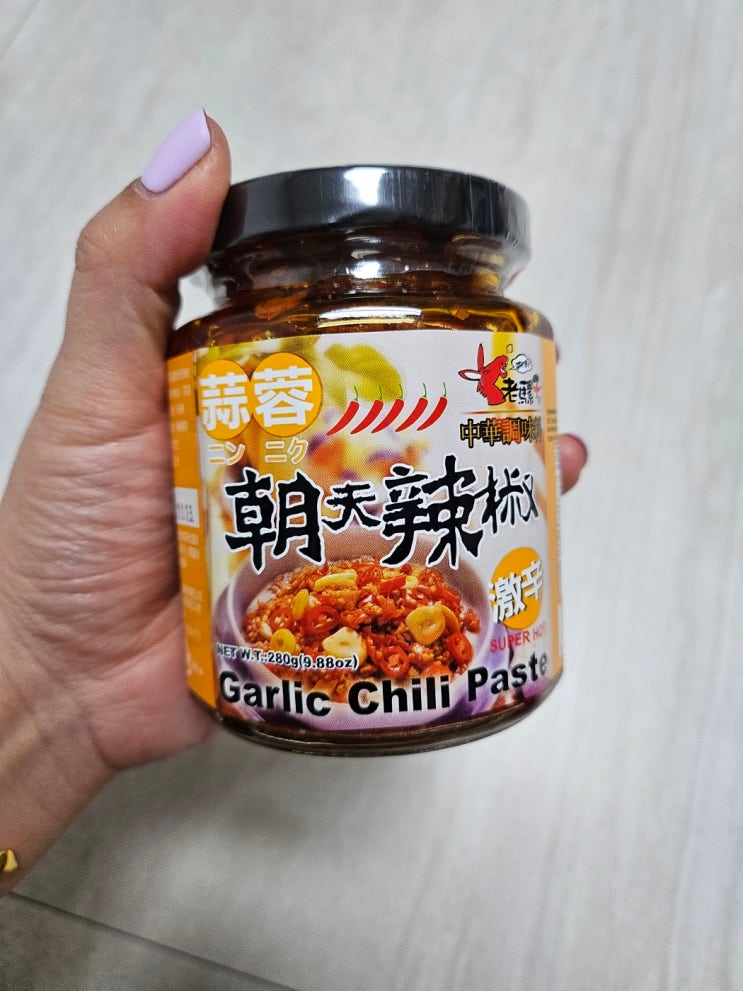 蒜蓉
ニンニク
老騾子
中華調味料
朝天辣椒
激辛
SUPER HOT
NET W.T.:280g(9.88oz)
Garlic Chili Paste